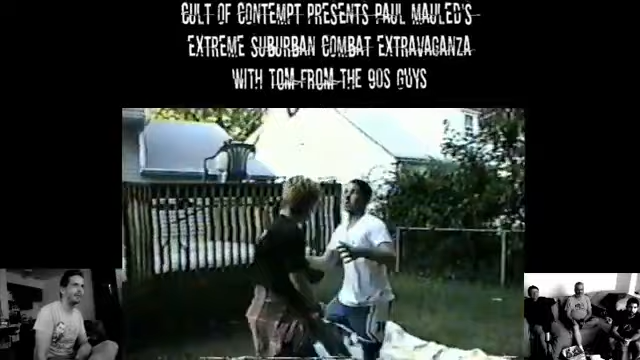 CULT OF CONTEMPT PRESENTS PAUL MAULED'S
EXTREME SUBURBAN COMBAT EXTRAVAGANZA
WITH TOM FROM THE 90S GUYS